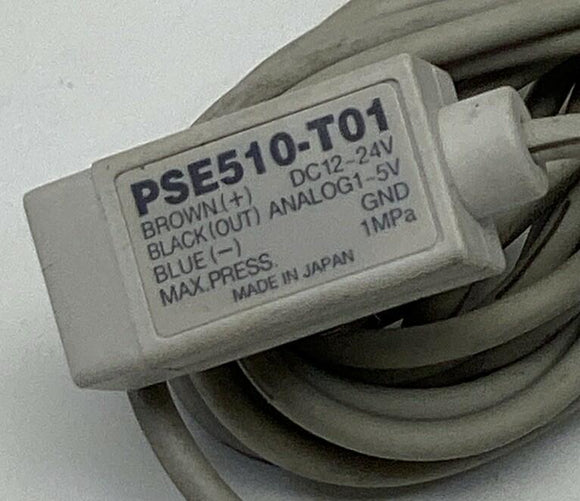 PSE510-T01
BROWN.(+) DC12~24V
BLACK(OUT) ANALOG1~5V
BLUE(−) GND
MAX.PRESS. 1MPa
MADE IN JAPAN